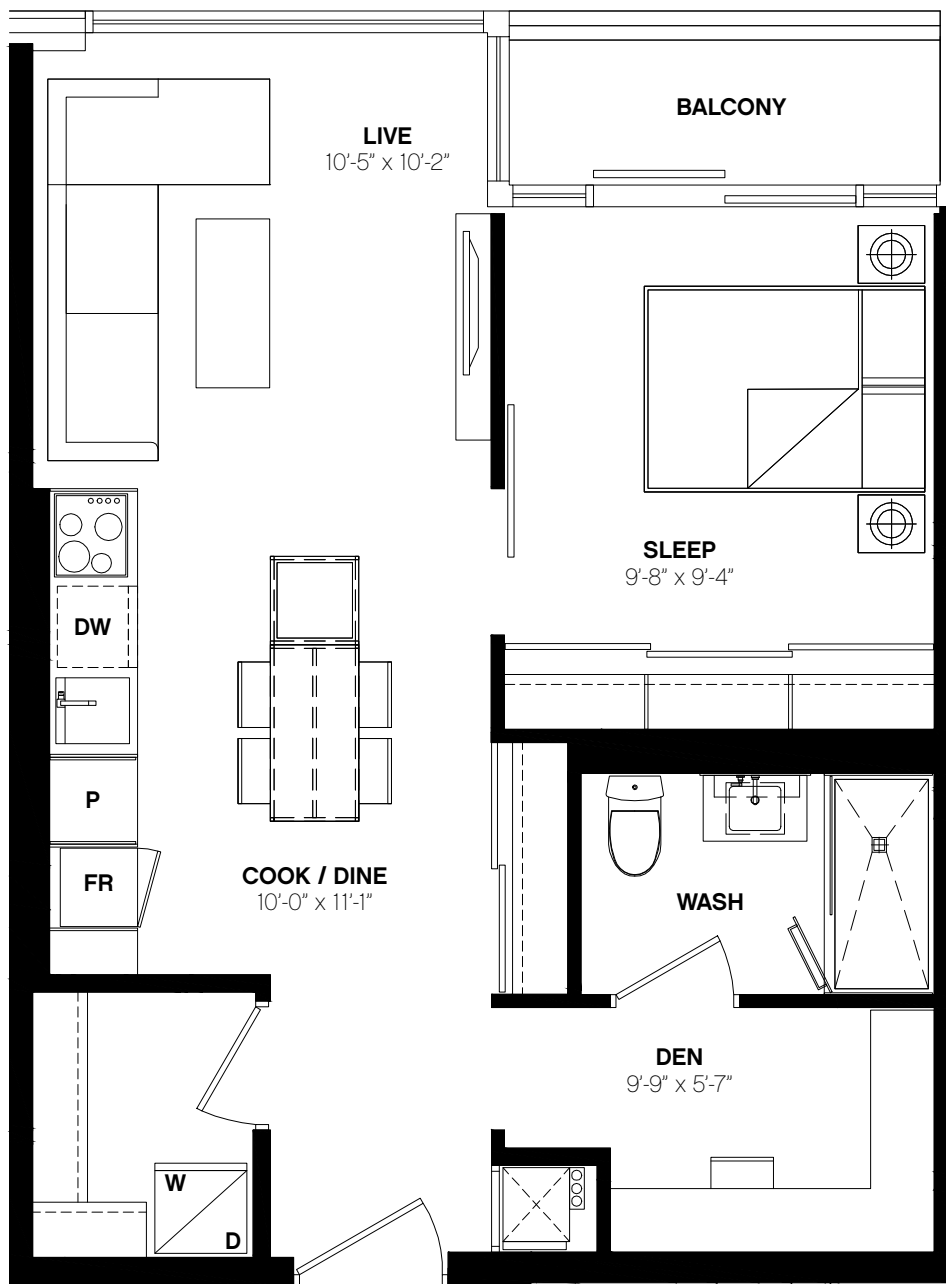 BALCONY
LIVE
10'-5" x 10'-2"
SLEEP
9'-8" x 9'-4"
DW
P
FR
COOK / DINE
10'-0" x 11'-1"
WASH
DEN
9'-9" x 5'-7"
W
D